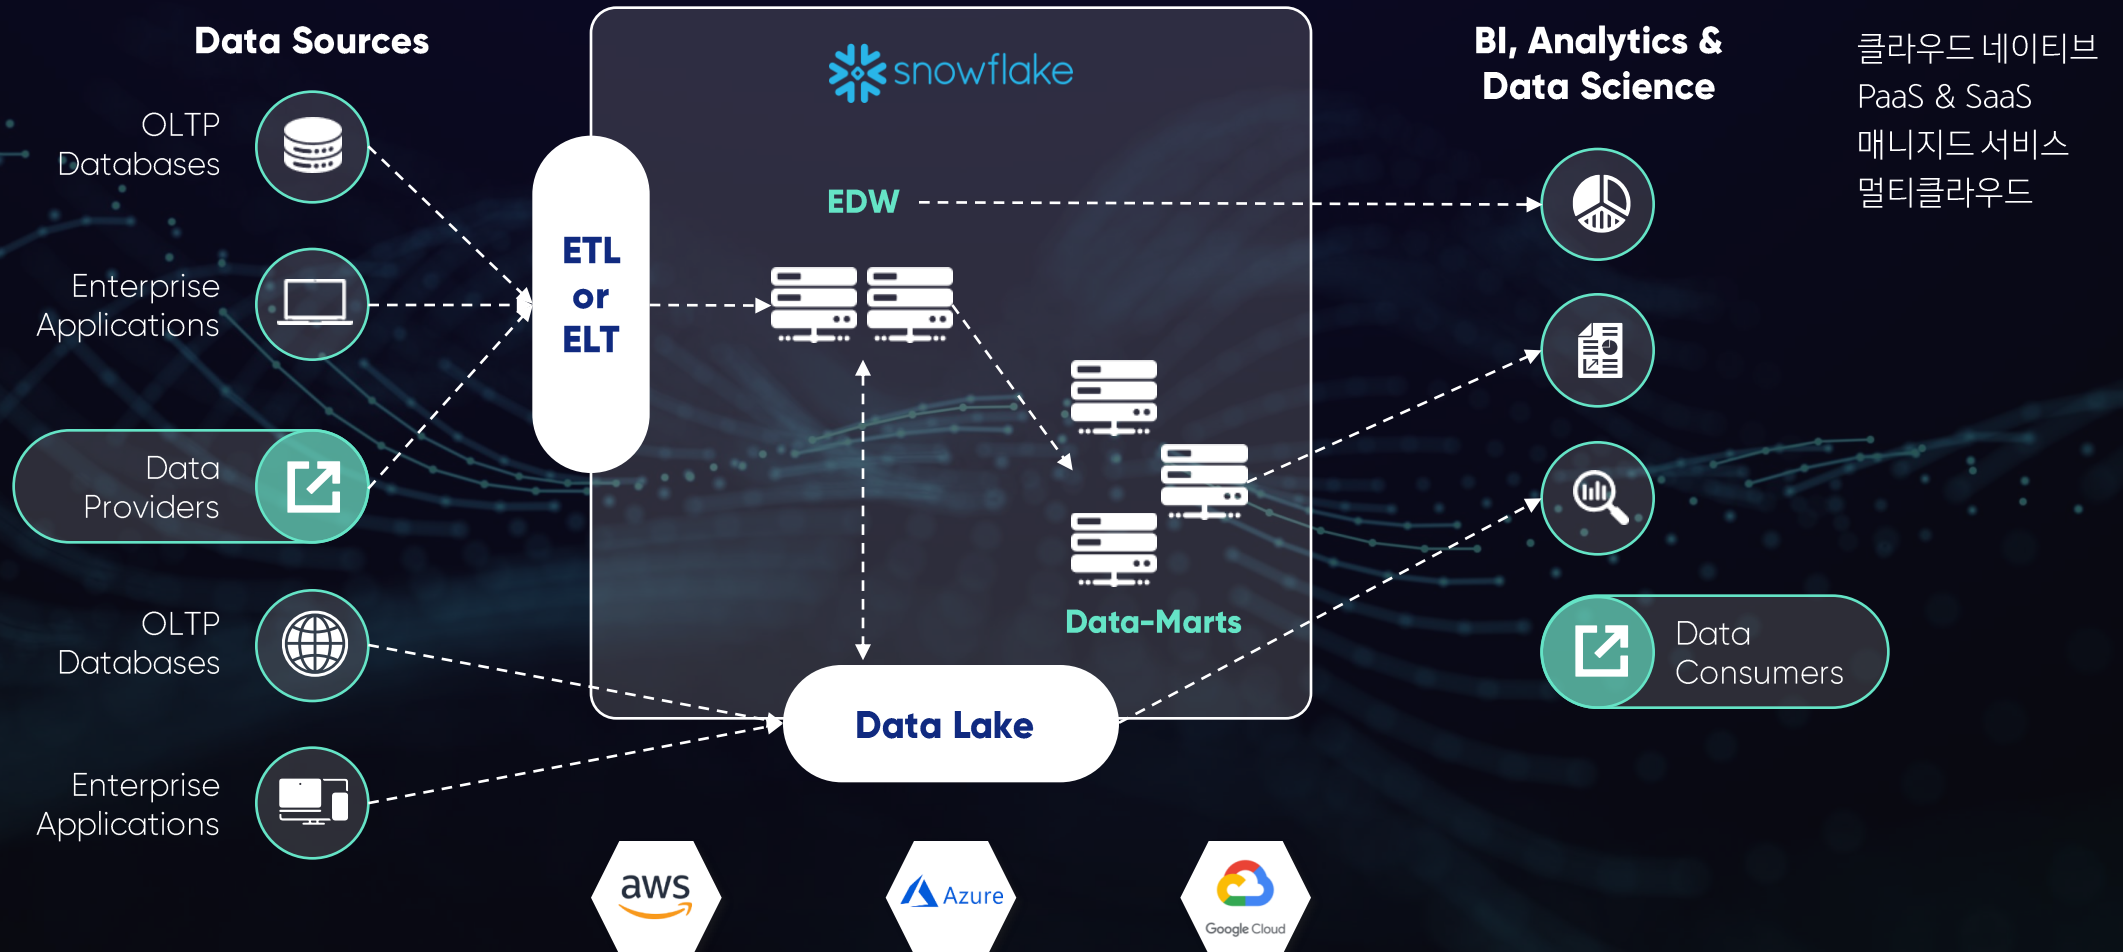 Data Sources
OLTP
Databases
Enterprise
Applications
Data
Providers
OLTP
Databases
Enterprise
Applications
ETL
or
ELT
snowflake
EDW
Data-Marts
Data Lake
aws
Azure
Google Cloud
BI, Analytics &
Data Science
Data
Consumers
클라우드 네이티브
PaaS & SaaS
매니지드 서비스
멀티클라우드